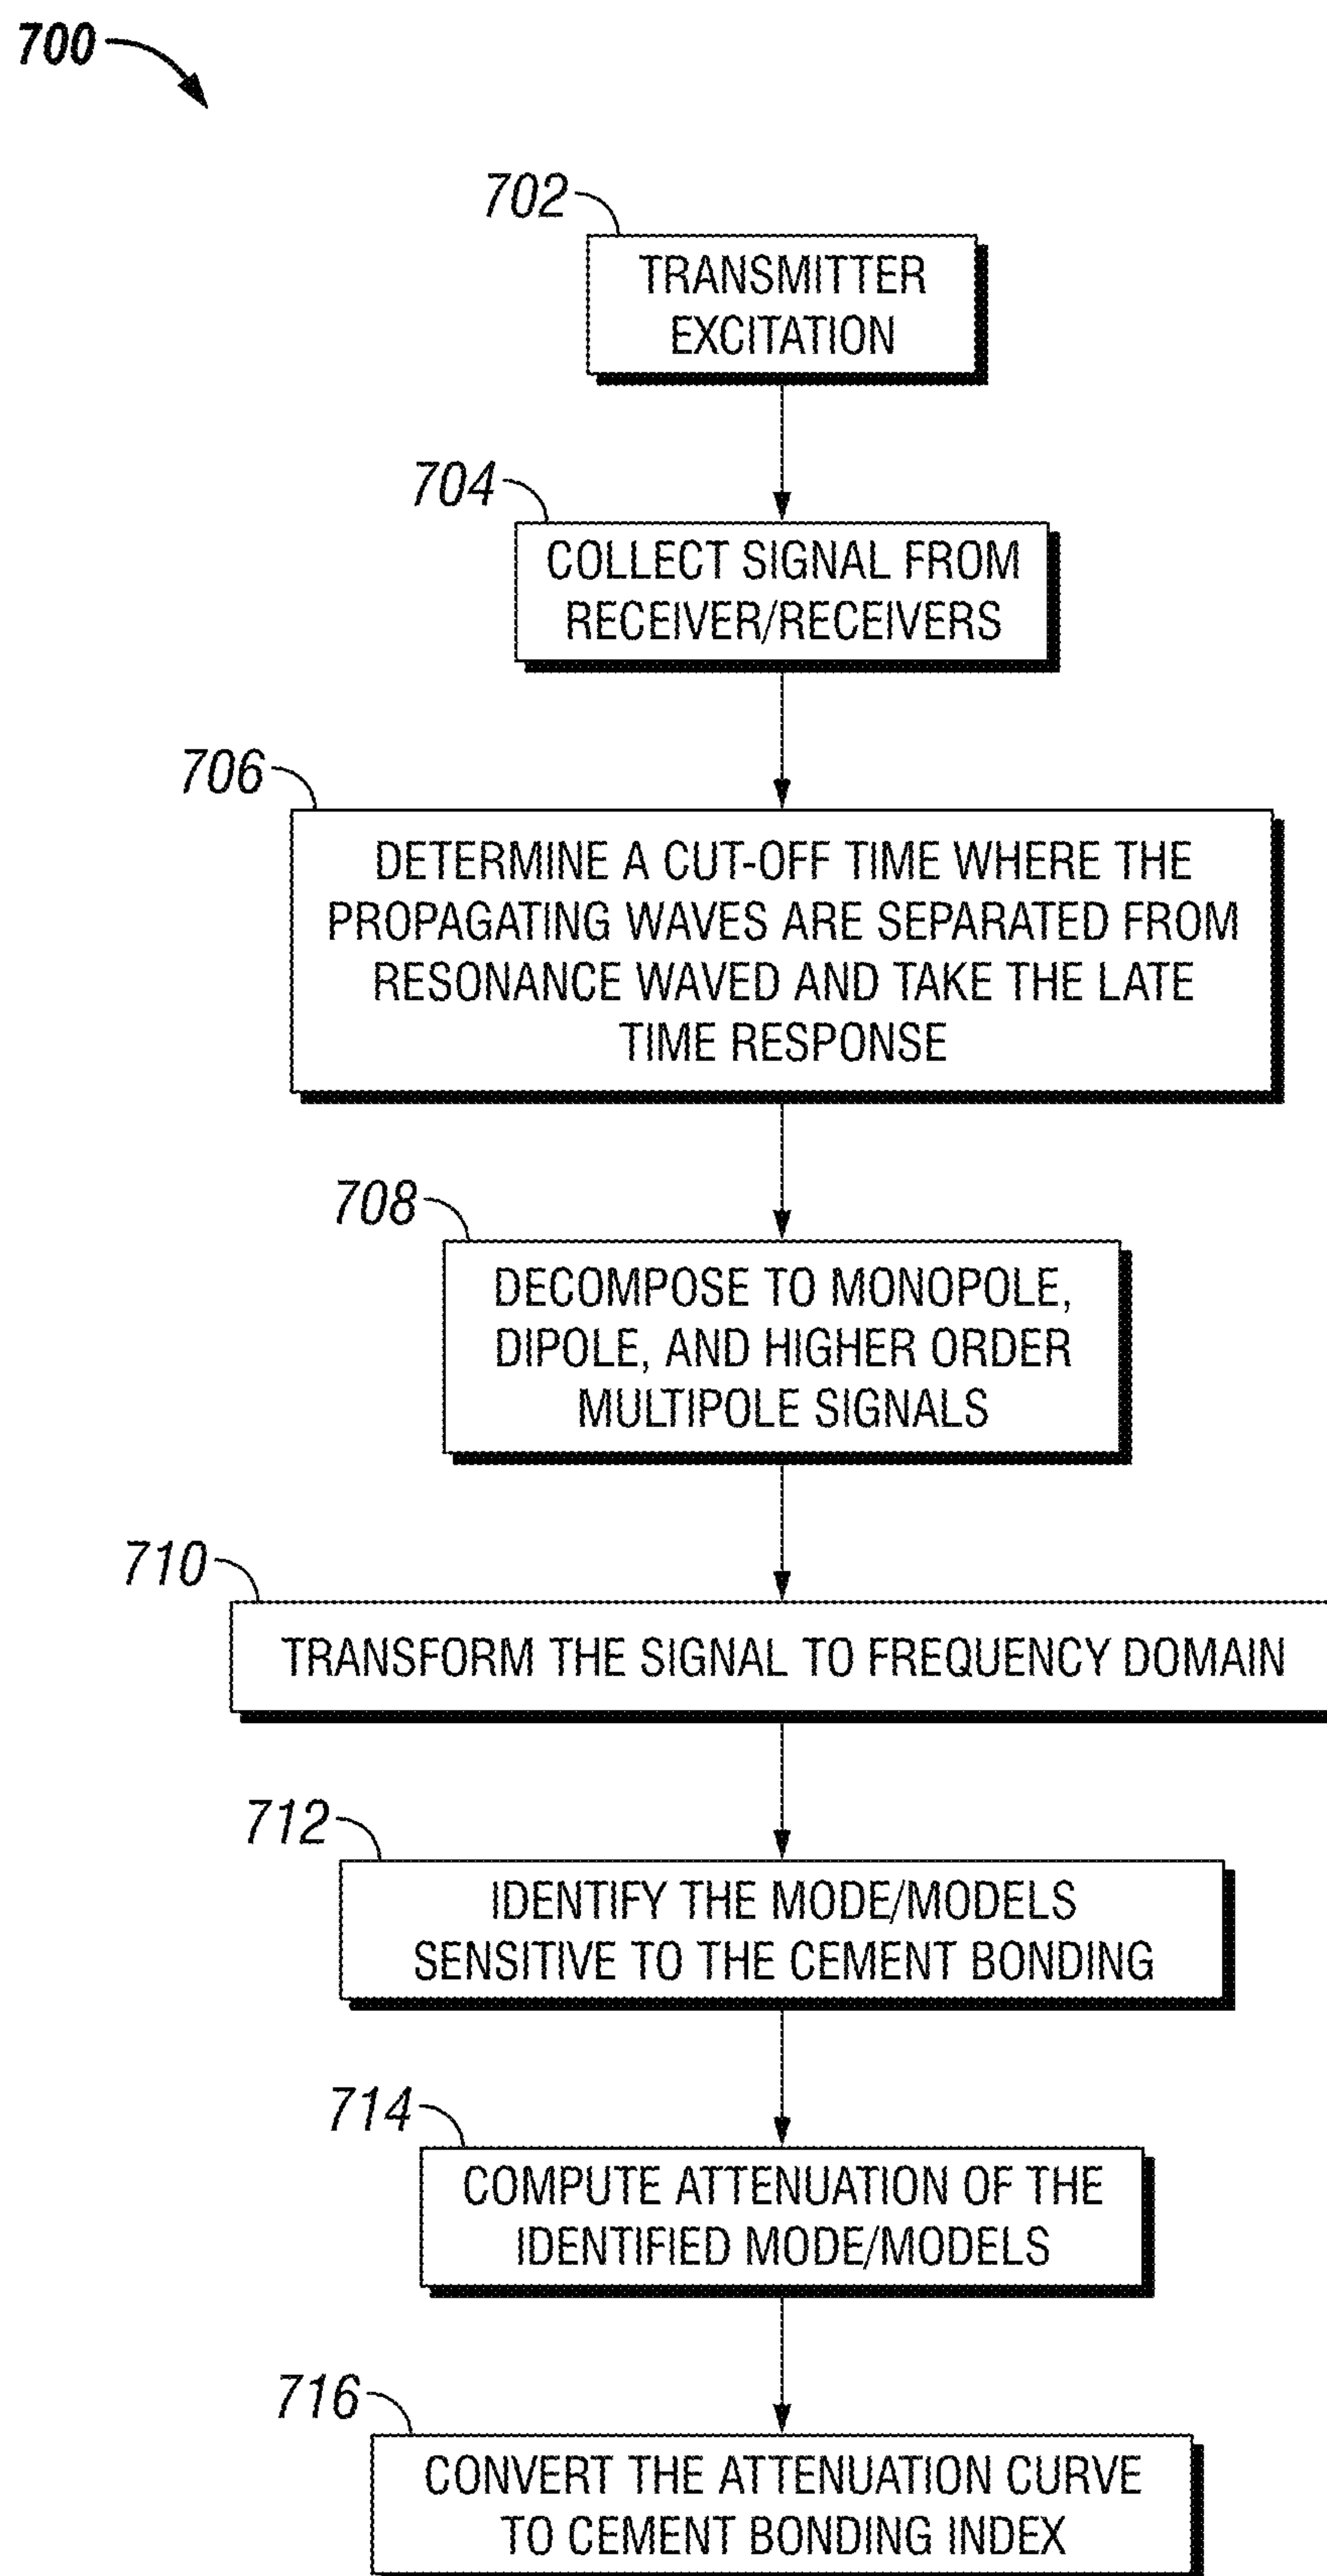 700
702
TRANSMITTER
EXCITATION
704
COLLECT SIGNAL FROM
RECEIVER/RECEIVERS
706
DETERMINE A CUT-OFF TIME WHERE THE
PROPAGATING WAVES ARE SEPARATED FROM
RESONANCE WAVED AND TAKE THE LATE
TIME RESPONSE
708
DECOMPOSE TO MONOPOLE,
DIPOLE, AND HIGHER ORDER
MULTIPOLE SIGNALS
710
TRANSFORM THE SIGNAL TO FREQUENCY DOMAIN
712
IDENTIFY THE MODE/MODELS
SENSITIVE TO THE CEMENT BONDING
714
COMPUTE ATTENUATION OF THE
IDENTIFIED MODE/MODELS
716
CONVERT THE ATTENUATION CURVE
TO CEMENT BONDING INDEX